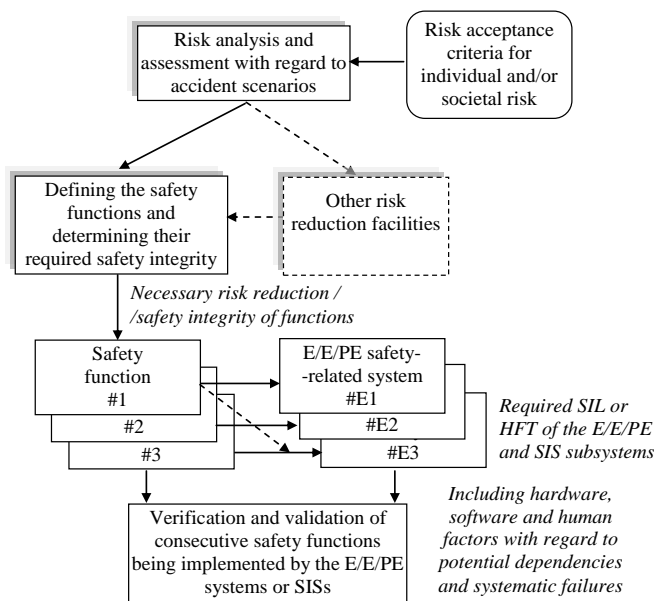 Risk analysis and
assessment with regard to
accident scenarios
Risk acceptance
criteria for
individual and/or
societal risk
Defining the safety
functions and
determining their
required safety integrity
Other risk
reduction facilities
Necessary risk reduction /
/safety integrity of functions
Safety
function
#1
#2
#3
E/E/PE safety-
-related system
#E1
#E2
#E3
Required SIL or
HFT of the E/E/PE
and SIS subsystems
Verification and validation of
consecutive safety functions
being implemented by the E/E/PE
systems or SISs
Including hardware,
software and human
factors with regard to
potential dependencies
and systematic failures